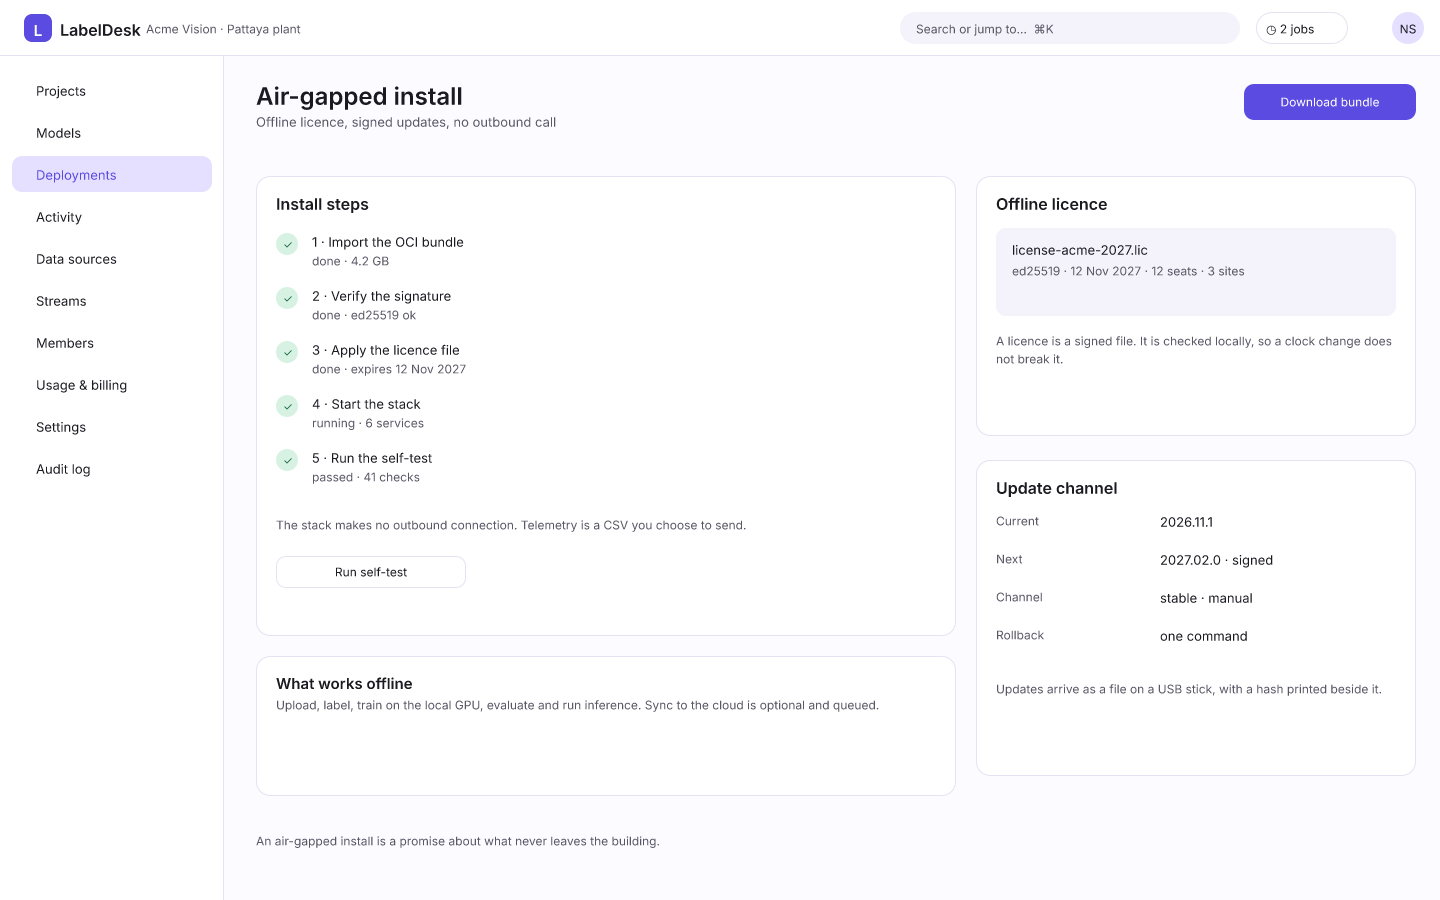 L LabelDesk Acme Vision · Pattaya plant
Search or jump to... ⌘K
◷ 2 jobs
NS
Projects
Models
Deployments
Activity
Data sources
Streams
Members
Usage & billing
Settings
Audit log
Air-gapped install
Offline licence, signed updates, no outbound call
Download bundle
Install steps
✓ 1 · Import the OCI bundle
done · 4.2 GB
✓ 2 · Verify the signature
done · ed25519 ok
✓ 3 · Apply the licence file
done · expires 12 Nov 2027
✓ 4 · Start the stack
running · 6 services
✓ 5 · Run the self-test
passed · 41 checks
The stack makes no outbound connection. Telemetry is a CSV you choose to send.
Run self-test
What works offline
Upload, label, train on the local GPU, evaluate and run inference. Sync to the cloud is optional and queued.
Offline licence
license-acme-2027.lic
ed25519 · 12 Nov 2027 · 12 seats · 3 sites
A licence is a signed file. It is checked locally, so a clock change does
not break it.
Update channel
Current 2026.11.1
Next 2027.02.0 · signed
Channel stable · manual
Rollback one command
Updates arrive as a file on a USB stick, with a hash printed beside it.
An air-gapped install is a promise about what never leaves the building.